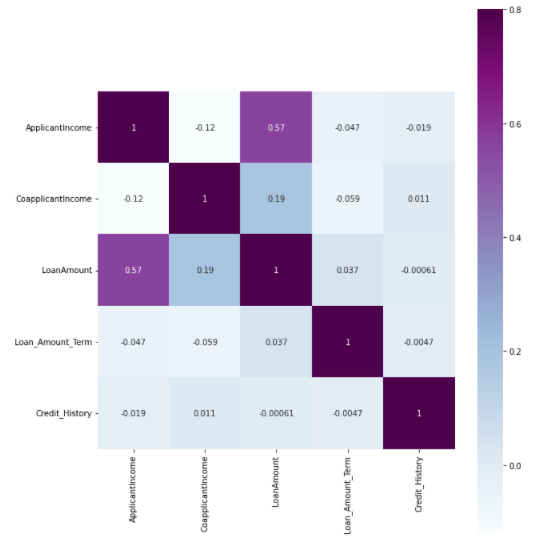 0.8
ApplicantIncome 1 -0.12 0.57 -0.047 -0.019
0.6
CoapplicantIncome -0.12 1 0.19 -0.059 0.011
0.4
LoanAmount 0.57 0.19 1 0.037 -0.00061
0.2
Loan_Amount_Term -0.047 -0.059 0.037 1 -0.0047
Credit_History -0.019 0.011 -0.00061 -0.0047 1
0.0
ApplicantIncome
CoapplicantIncome
LoanAmount
Loan_Amount_Term
Credit_History